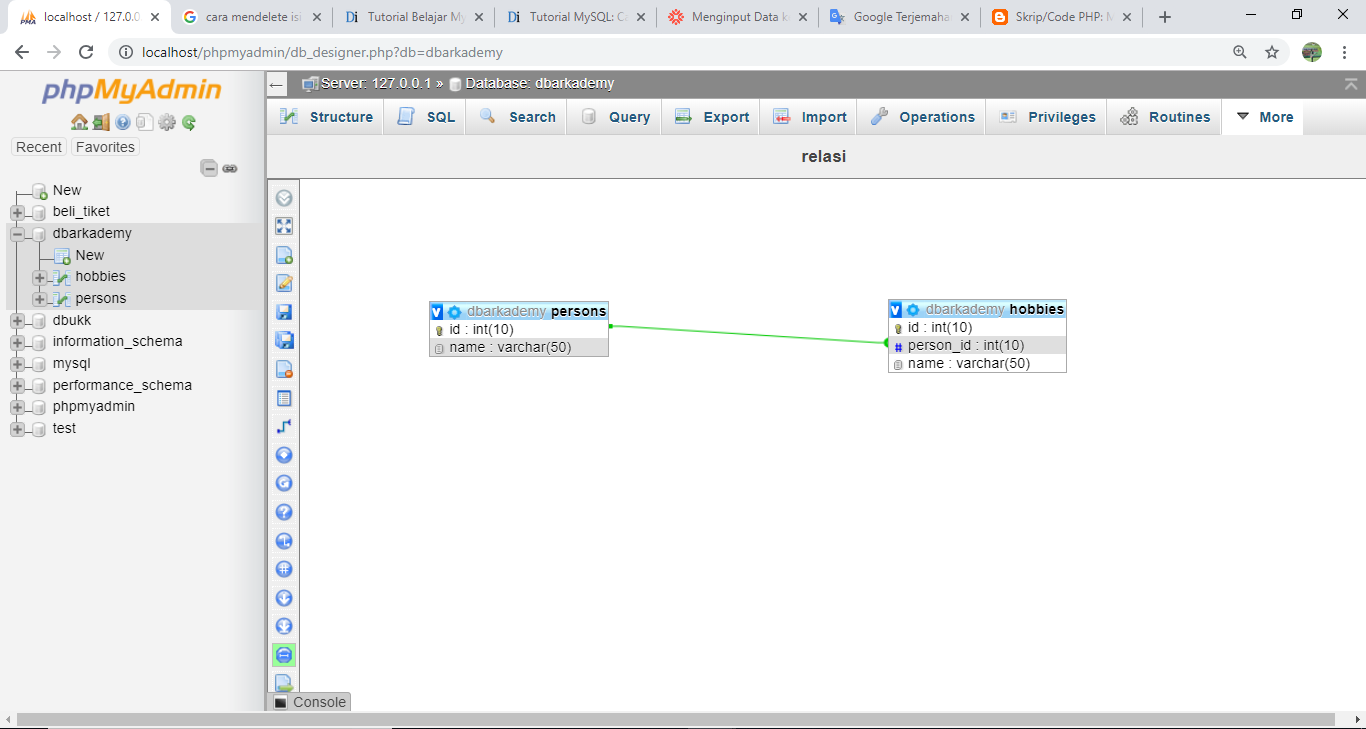 localhost / 127.0.0
cara mendelete isi
Di Tutorial Belajar My
Di Tutorial MySQL: Ca
Menginput Data k
Google Terjemaha
Skrip/Code PHP: M
localhost/phpmyadmin/db_designer.php?db=dbarkademy
phpMyAdmin
Recent
Favorites
New
beli_tiket
dbarkademy
New
hobbies
persons
dbukk
information_schema
mysql
performance_schema
phpmyadmin
test
Server: 127.0.0.1 » Database: dbarkademy
Structure
SQL
Search
Query
Export
Import
Operations
Privileges
Routines
More
relasi
dbarkademy persons
id : int(10)
name : varchar(50)
dbarkademy hobbies
id : int(10)
person_id : int(10)
name : varchar(50)
Console